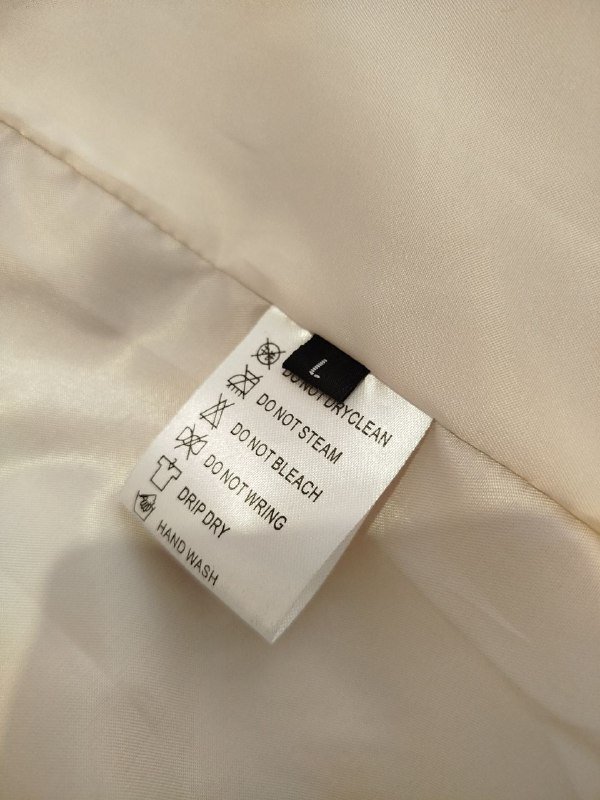 DO NOT DRYCLEAN
DO NOT STEAM
DO NOT BLEACH
DO NOT WRING
DRIP DRY
HAND WASH